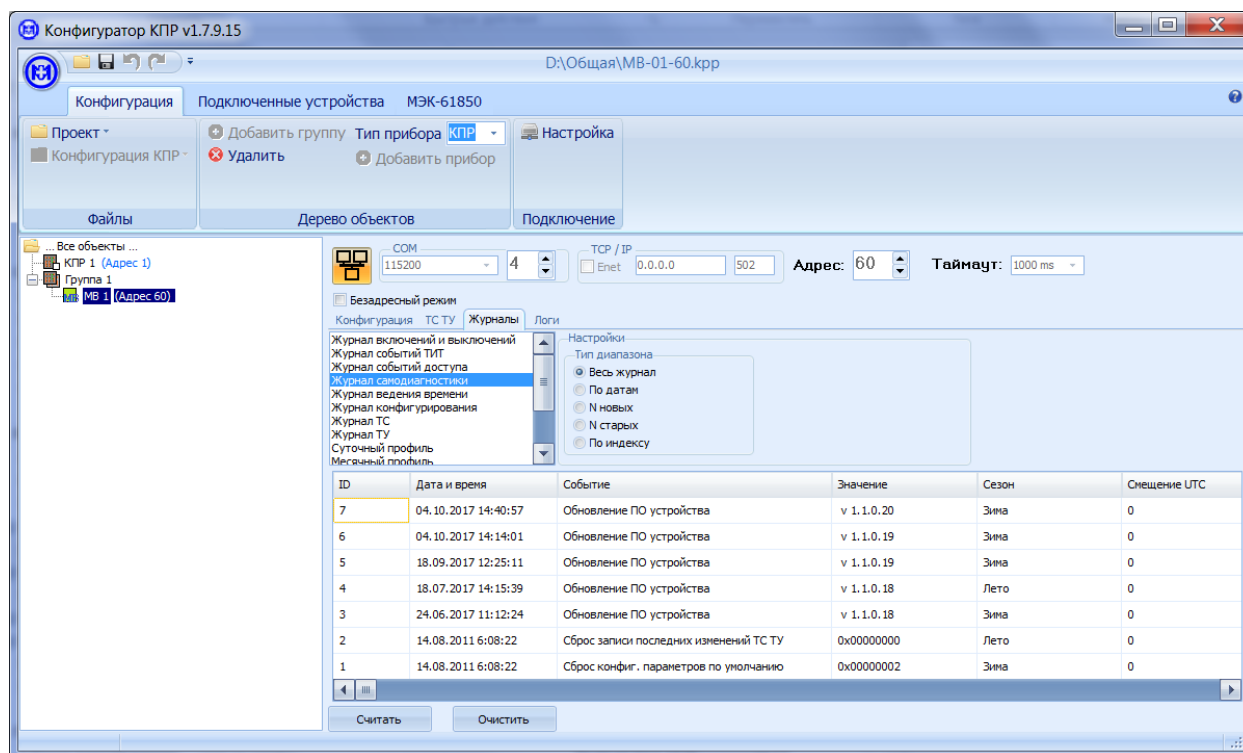 Конфигуратор КПР v1.7.9.15
D:\Общая\MB-01-60.kpp
Конфигурация Подключенные устройства МЭК-61850
Проект Добавить группу Тип прибора КПР Настройка
Конфигурация КПР Удалить Добавить прибор
Файлы Дерево объектов Подключение
... Все объекты ...
КПР 1 (Адрес 1)
Группа 1
МВ МВ 1 (Адрес 60)
COM TCP / IP
115200 4 Enet 0.0.0.0 502 Адрес: 60 Таймаут: 1000 ms
Безадресный режим
Конфигурация ТС ТУ Журналы Логи
Журнал включений и выключений
Журнал событий ТИТ
Журнал событий доступа
Журнал самодиагностики
Журнал ведения времени
Журнал конфигурирования
Журнал ТС
Журнал ТУ
Суточный профиль
Месячный профиль
Настройки
Тип диапазона
Весь журнал
По датам
N новых
N старых
По индексу
ID Дата и время Событие Значение Сезон Смещение UTC
7 04.10.2017 14:40:57 Обновление ПО устройства v 1.1.0.20 Зима 0
6 04.10.2017 14:14:01 Обновление ПО устройства v 1.1.0.19 Зима 0
5 18.09.2017 12:25:11 Обновление ПО устройства v 1.1.0.19 Зима 0
4 18.07.2017 14:15:39 Обновление ПО устройства v 1.1.0.18 Лето 0
3 24.06.2017 11:12:24 Обновление ПО устройства v 1.1.0.18 Зима 0
2 14.08.2011 6:08:22 Сброс записи последних изменений ТС ТУ 0x00000000 Лето 0
1 14.08.2011 6:08:22 Сброс конфиг. параметров по умолчанию 0x00000002 Зима 0
Считать Очистить